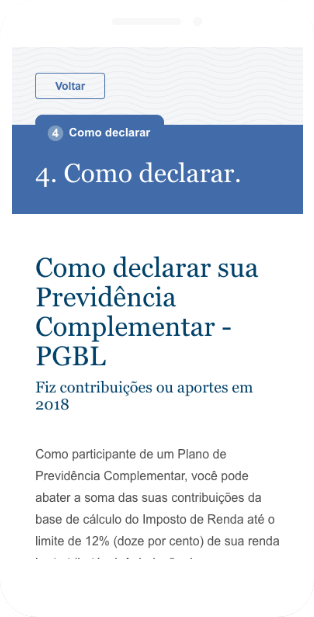 Voltar
4 Como declarar
4. Como declarar.
Como declarar sua
Previdência
Complementar -
PGBL
Fiz contribuições ou aportes em
2018
Como participante de um Plano de
Previdência Complementar, você pode
abater a soma das suas contribuições da
base de cálculo do Imposto de Renda até o
limite de 12% (doze por cento) de sua renda